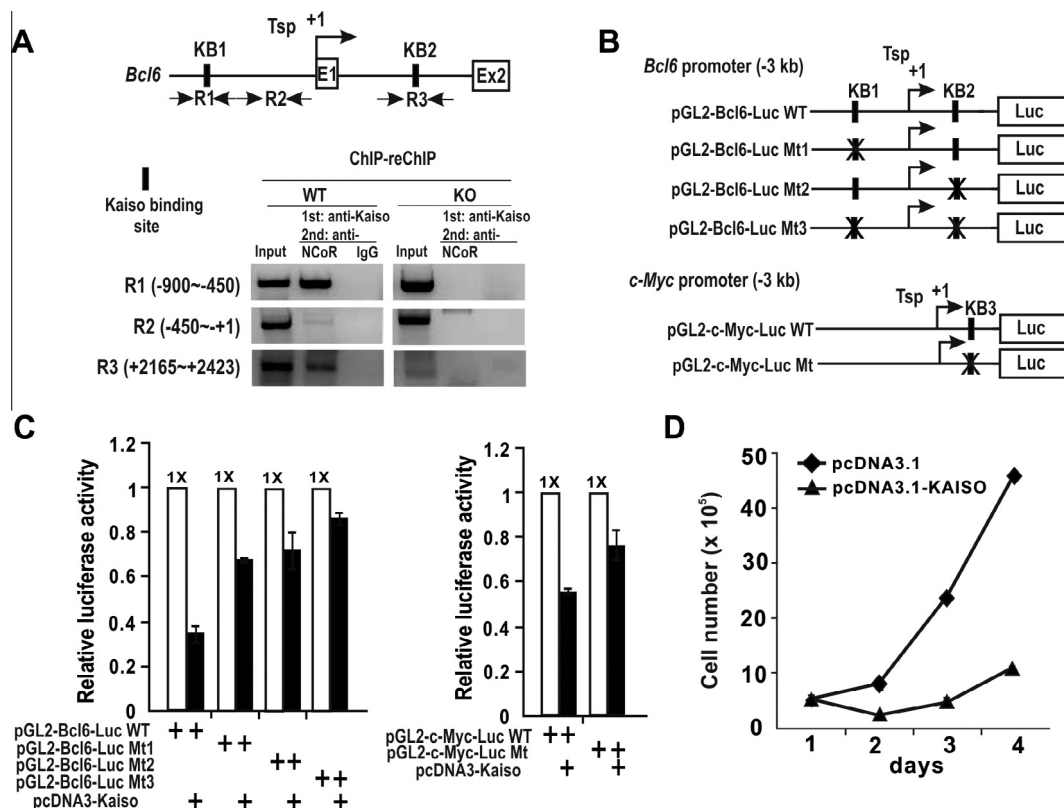 A
Tsp
+1
KB1
KB2
Bcl6
E1
Ex2
R1
R2
R3
ChIP-reChIP
Kaiso binding
site
WT
KO
1st: anti-Kaiso
2nd: anti-
1st: anti-Kaiso
2nd: anti-
Input
NCoR
IgG
Input
NCoR
R1 (-900~-450)
R2 (-450~-+1)
R3 (+2165~+2423)
B
Bcl6 promoter (-3 kb)
Tsp
+1
KB1
KB2
pGL2-Bcl6-Luc WT
Luc
pGL2-Bcl6-Luc Mt1
Luc
pGL2-Bcl6-Luc Mt2
Luc
pGL2-Bcl6-Luc Mt3
Luc
c-Myc promoter (-3 kb)
Tsp
+1
KB3
pGL2-c-Myc-Luc WT
Luc
pGL2-c-Myc-Luc Mt
Luc
C
Relative luciferase activity
1.2
1
0.8
0.6
0.4
0.2
0
1X 1X 1X 1X
pGL2-Bcl6-Luc WT ++
pGL2-Bcl6-Luc Mt1 ++
pGL2-Bcl6-Luc Mt2 ++
pGL2-Bcl6-Luc Mt3 ++
pcDNA3-Kaiso + + + +
Relative luciferase activity
1.2
1
0.8
0.6
0.4
0.2
0
1X 1X
pGL2-c-Myc-Luc WT ++
pGL2-c-Myc-Luc Mt ++
pcDNA3-Kaiso + +
D
pcDNA3.1
pcDNA3.1-KAISO
Cell number (x 10⁵)
50
40
30
20
10
0
1 2 3 4
days